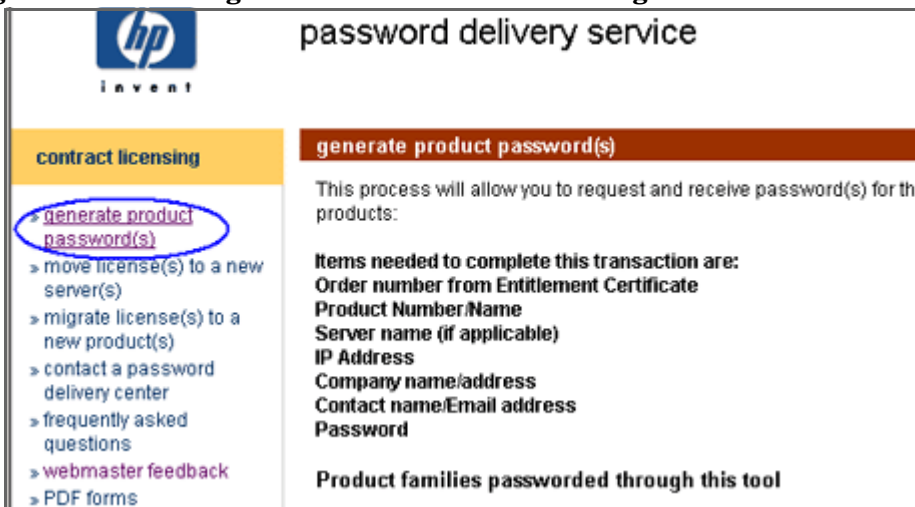 hp
invent
password delivery service
contract licensing
» generate product
password(s)
» move license(s) to a new
server(s)
» migrate license(s) to a
new product(s)
» contact a password
delivery center
» frequently asked
questions
» webmaster feedback
» PDF forms
generate product password(s)
This process will allow you to request and receive password(s) for th
products:
Items needed to complete this transaction are:
Order number from Entitlement Certificate
Product Number/Name
Server name (if applicable)
IP Address
Company name/address
Contact name/Email address
Password
Product families passworded through this tool